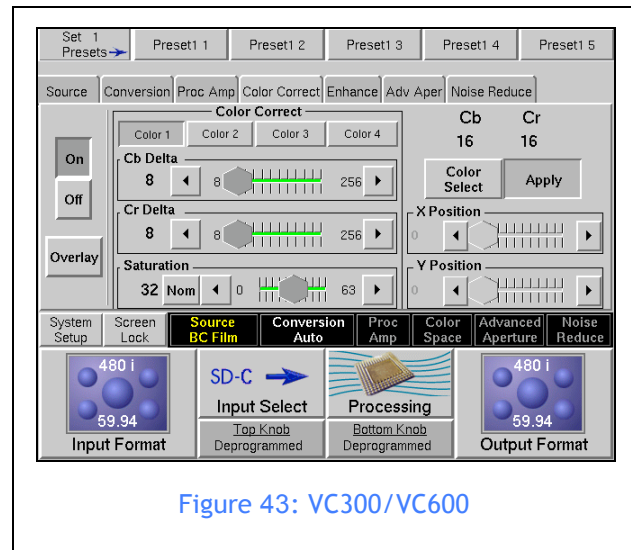 Set 1
Presets
Preset1 1
Preset1 2
Preset1 3
Preset1 4
Preset1 5
Source
Conversion
Proc Amp
Color Correct
Enhance
Adv Aper
Noise Reduce
On
Off
Overlay
Color Correct
Color 1
Color 2
Color 3
Color 4
Cb Delta
8
8
256
Cr Delta
8
8
256
Saturation
32
Nom
0
63
Cb
Cr
16
16
Color
Select
Apply
X Position
0
Y Position
0
System
Setup
Screen
Lock
Source
BC Film
Conversion
Auto
Proc
Amp
Color
Space
Advanced
Aperture
Noise
Reduce
480 i
59.94
Input Format
SD-C
Input Select
Top Knob
Deprogrammed
Processing
Bottom Knob
Deprogrammed
480 i
59.94
Output Format
Figure 43: VC300/VC600